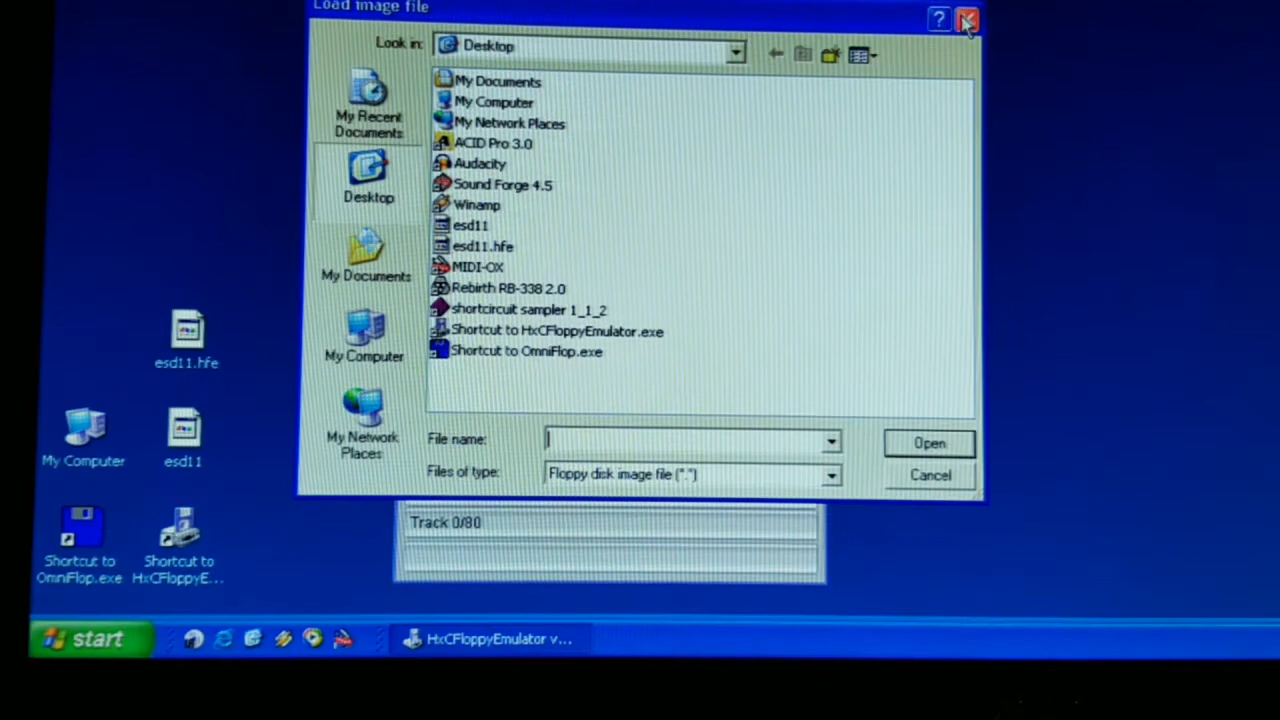 Load image file
?
Look in:
Desktop
My Documents
My Computer
My Network Places
ACID Pro 3.0
Audacity
Sound Forge 4.5
Winamp
esd11
esd11.hfe
MIDI-OX
Rebirth RB-338 2.0
shortcircuit sampler 1_1_2
Shortcut to HxCFloppyEmulator.exe
Shortcut to OmniFlop.exe
My Recent
Documents
Desktop
My Documents
My Computer
My Network
Places
File name:
Open
Files of type:
Floppy disk image file (".")
Cancel
Track 0/80
esd11.hfe
My Computer
esd11
Shortcut to
OmniFlop.exe
Shortcut to
HxCFloppyE...
start
HxCFloppyEmulator v...